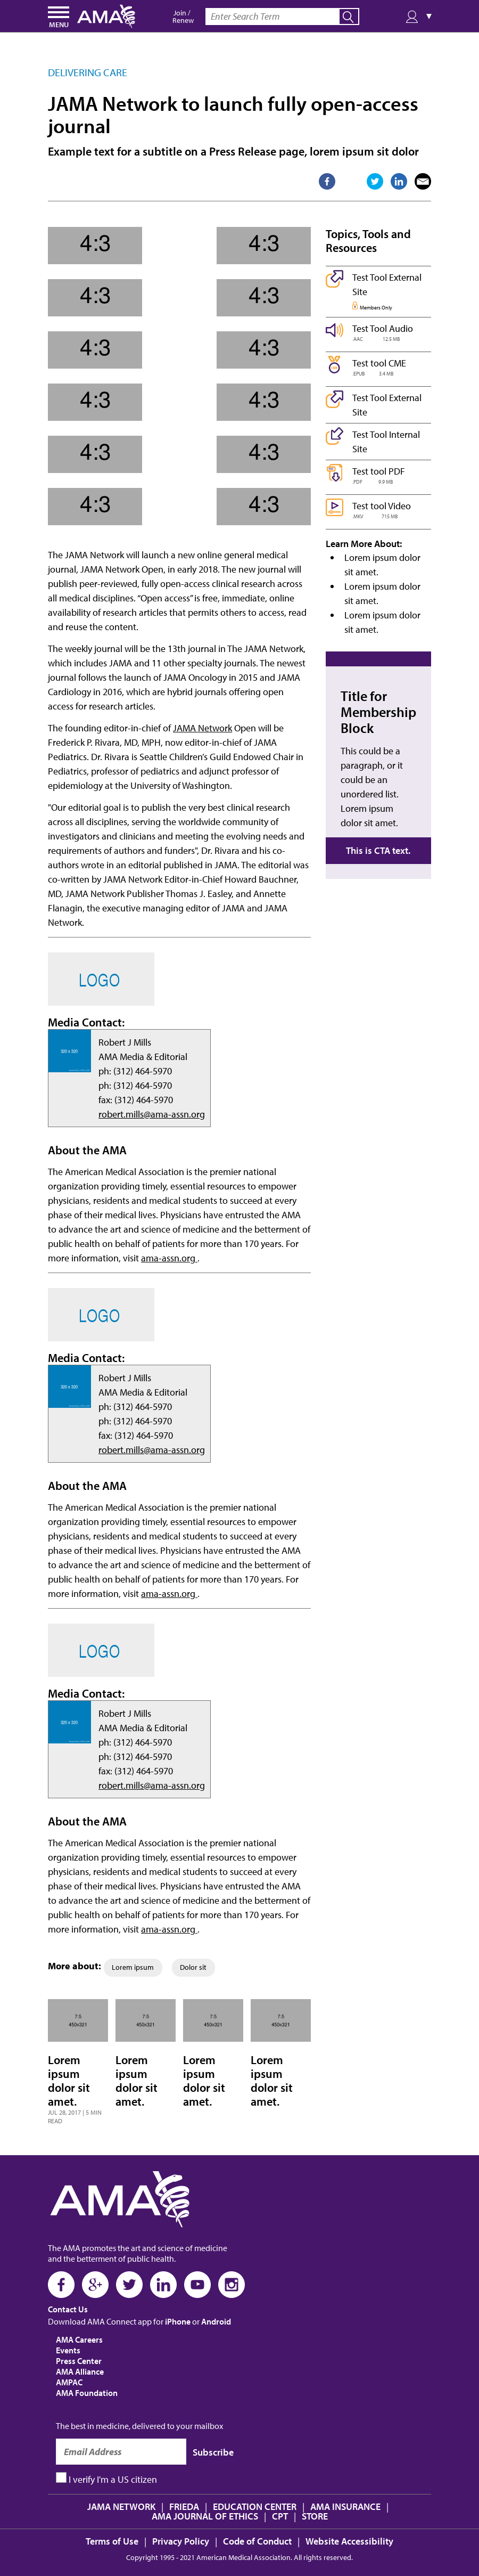 MENU
AMA
Join /
Renew
Enter Search Term
▼
DELIVERING CARE
JAMA Network to launch fully open-access
journal
Example text for a subtitle on a Press Release page, lorem ipsum sit dolor
4:3 4:3
4:3 4:3
4:3 4:3
4:3 4:3
4:3 4:3
4:3 4:3
The JAMA Network will launch a new online general medical
journal, JAMA Network Open, in early 2018. The new journal will
publish peer-reviewed, fully open-access clinical research across
all medical disciplines. "Open access" is free, immediate, online
availability of research articles that permits others to access, read
and reuse the content.
The weekly journal will be the 13th journal in The JAMA Network,
which includes JAMA and 11 other specialty journals. The newest
journal follows the launch of JAMA Oncology in 2015 and JAMA
Cardiology in 2016, which are hybrid journals offering open
access for research articles.
The founding editor-in-chief of JAMA Network Open will be
Frederick P. Rivara, MD, MPH, now editor-in-chief of JAMA
Pediatrics. Dr. Rivara is Seattle Children's Guild Endowed Chair in
Pediatrics, professor of pediatrics and adjunct professor of
epidemiology at the University of Washington.
"Our editorial goal is to publish the very best clinical research
across all disciplines, serving the worldwide community of
investigators and clinicians and meeting the evolving needs and
requirements of authors and funders", Dr. Rivara and his co-
authors wrote in an editorial published in JAMA. The editorial was
co-written by JAMA Network Editor-in-Chief Howard Bauchner,
MD, JAMA Network Publisher Thomas J. Easley, and Annette
Flanagin, the executive managing editor of JAMA and JAMA
Network.
LOGO
Media Contact:
320 x 320
Robert J Mills
AMA Media & Editorial
ph: (312) 464-5970
ph: (312) 464-5970
fax: (312) 464-5970
robert.mills@ama-assn.org
About the AMA
The American Medical Association is the premier national
organization providing timely, essential resources to empower
physicians, residents and medical students to succeed at every
phase of their medical lives. Physicians have entrusted the AMA
to advance the art and science of medicine and the betterment of
public health on behalf of patients for more than 170 years. For
more information, visit ama-assn.org .
LOGO
Media Contact:
320 x 320
Robert J Mills
AMA Media & Editorial
ph: (312) 464-5970
ph: (312) 464-5970
fax: (312) 464-5970
robert.mills@ama-assn.org
About the AMA
The American Medical Association is the premier national
organization providing timely, essential resources to empower
physicians, residents and medical students to succeed at every
phase of their medical lives. Physicians have entrusted the AMA
to advance the art and science of medicine and the betterment of
public health on behalf of patients for more than 170 years. For
more information, visit ama-assn.org .
LOGO
Media Contact:
320 x 320
Robert J Mills
AMA Media & Editorial
ph: (312) 464-5970
ph: (312) 464-5970
fax: (312) 464-5970
robert.mills@ama-assn.org
About the AMA
The American Medical Association is the premier national
organization providing timely, essential resources to empower
physicians, residents and medical students to succeed at every
phase of their medical lives. Physicians have entrusted the AMA
to advance the art and science of medicine and the betterment of
public health on behalf of patients for more than 170 years. For
more information, visit ama-assn.org .
More about: Lorem ipsum Dolor sit
7:5 7:5 7:5 7:5
450x321 450x321 450x321 450x321
Lorem
ipsum
dolor sit
amet.
JUL 28, 2017 | 5 MIN
READ
Lorem
ipsum
dolor sit
amet.
Lorem
ipsum
dolor sit
amet.
Lorem
ipsum
dolor sit
amet.
Topics, Tools and
Resources
Test Tool External
Site
Members Only
Test Tool Audio
.AAC 12.5 MB
Test tool CME
.EPUB 3.4 MB
Test Tool External
Site
Test Tool Internal
Site
Test tool PDF
.PDF 9.9 MB
Test tool Video
.MKV 715 MB
Learn More About:
• Lorem ipsum dolor
sit amet.
• Lorem ipsum dolor
sit amet.
• Lorem ipsum dolor
sit amet.
Title for
Membership
Block
This could be a
paragraph, or it
could be an
unordered list.
Lorem ipsum
dolor sit amet.
This is CTA text.
AMA
The AMA promotes the art and science of medicine
and the betterment of public health.
Contact Us
Download AMA Connect app for iPhone or Android
AMA Careers
Events
Press Center
AMA Alliance
AMPAC
AMA Foundation
The best in medicine, delivered to your mailbox
Email Address
Subscribe
I verify I'm a US citizen
JAMA NETWORK | FRIEDA | EDUCATION CENTER | AMA INSURANCE |
AMA JOURNAL OF ETHICS | CPT | STORE
Terms of Use | Privacy Policy | Code of Conduct | Website Accessibility
Copyright 1995 - 2021 American Medical Association. All rights reserved.